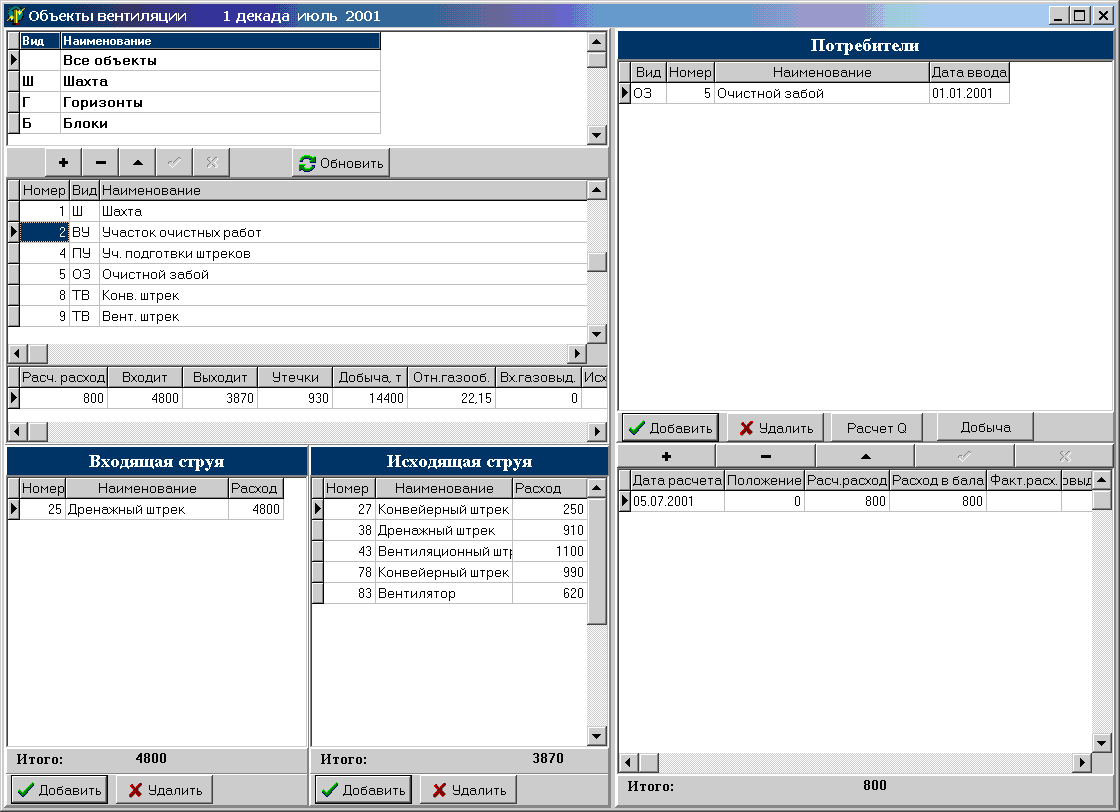 Объекты вентиляции 1 декада июль 2001
Вид Наименование
Все объекты
Ш Шахта
Г Горизонты
Б Блоки
Обновить
Номер Вид Наименование
1 Ш Шахта
2 ВУ Участок очистных работ
4 ПУ Уч. подготвки штреков
5 ОЗ Очистной забой
8 ТВ Конв. штрек
9 ТВ Вент. штрек
Расч. расход Входит Выходит Утечки Добыча, т Отн.газооб. Вх.газовыд. Исх
800 4800 3870 930 14400 22,15 0
Входящая струя
Номер Наименование Расход
25 Дренажный штрек 4800
Итого: 4800
Добавить Удалить
Исходящая струя
Номер Наименование Расход
27 Конвейерный штрек 250
38 Дренажный штрек 910
43 Вентиляционный штр 1100
78 Конвейерный штрек 990
83 Вентилятор 620
Итого: 3870
Добавить Удалить
Потребители
Вид Номер Наименование Дата ввода
ОЗ 5 Очистной забой 01.01.2001
Добавить Удалить Расчет Q Добыча
Дата расчета Положение Расч.расход Расход в бала Факт.расх. овыд
05.07.2001 0 800 800
Итого: 800